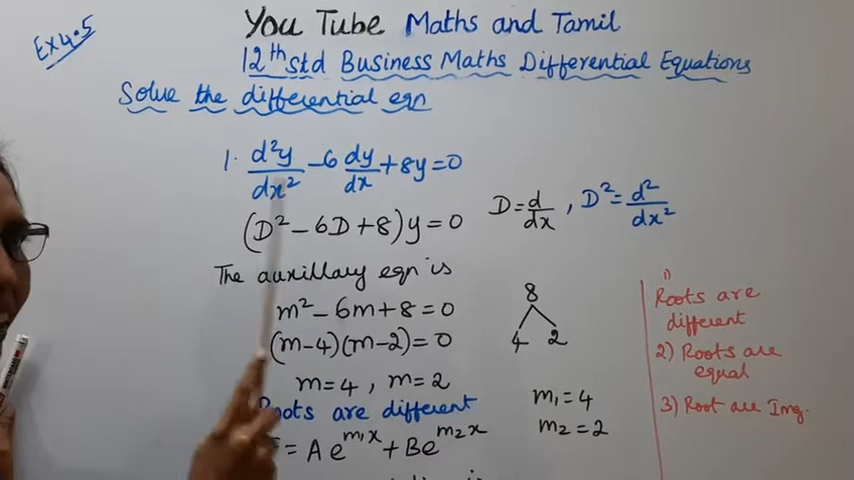 Ex 4.5
You Tube Maths and Tamil
12th std Business Maths Differential Equations
Solve the differential eqn
1. d²y/dx² - 6 dy/dx + 8y = 0
(D² - 6D + 8)y = 0
D = d/dx , D² = d²/dx²
The auxillary eqn is
m² - 6m + 8 = 0
(m-4)(m-2) = 0
8
4 2
m = 4 , m = 2
Roots are different
m₁ = 4
m₂ = 2
= A e^(m₁x) + B e^(m₂x)
1) Roots are
different
2) Roots are
equal
3) Root are Img.